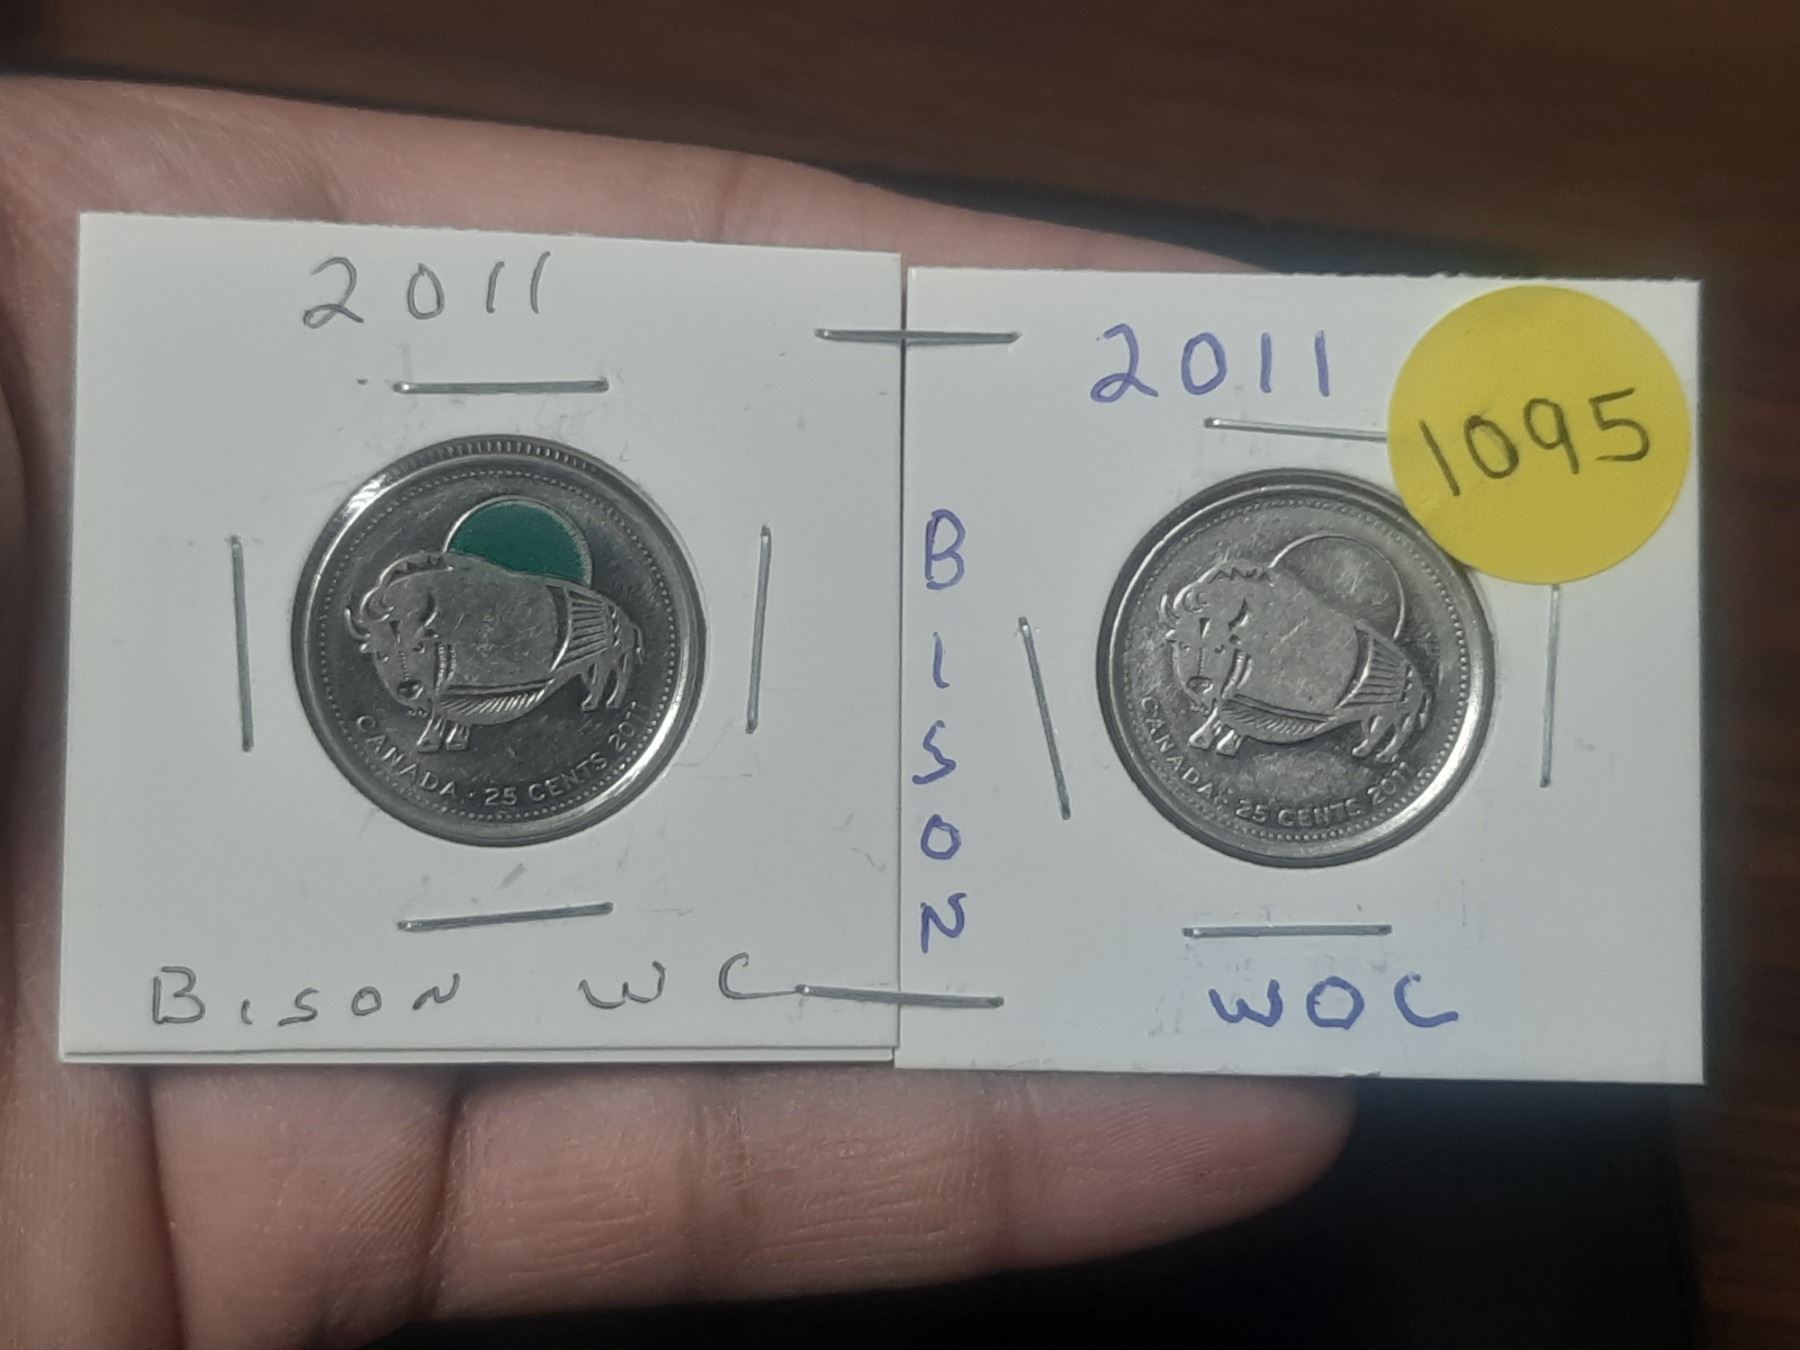 2011
CANADA · 25 CENTS 2011
BISON WC
2011
1095
BISON
CANADA · 25 CENTS 2011
WOC